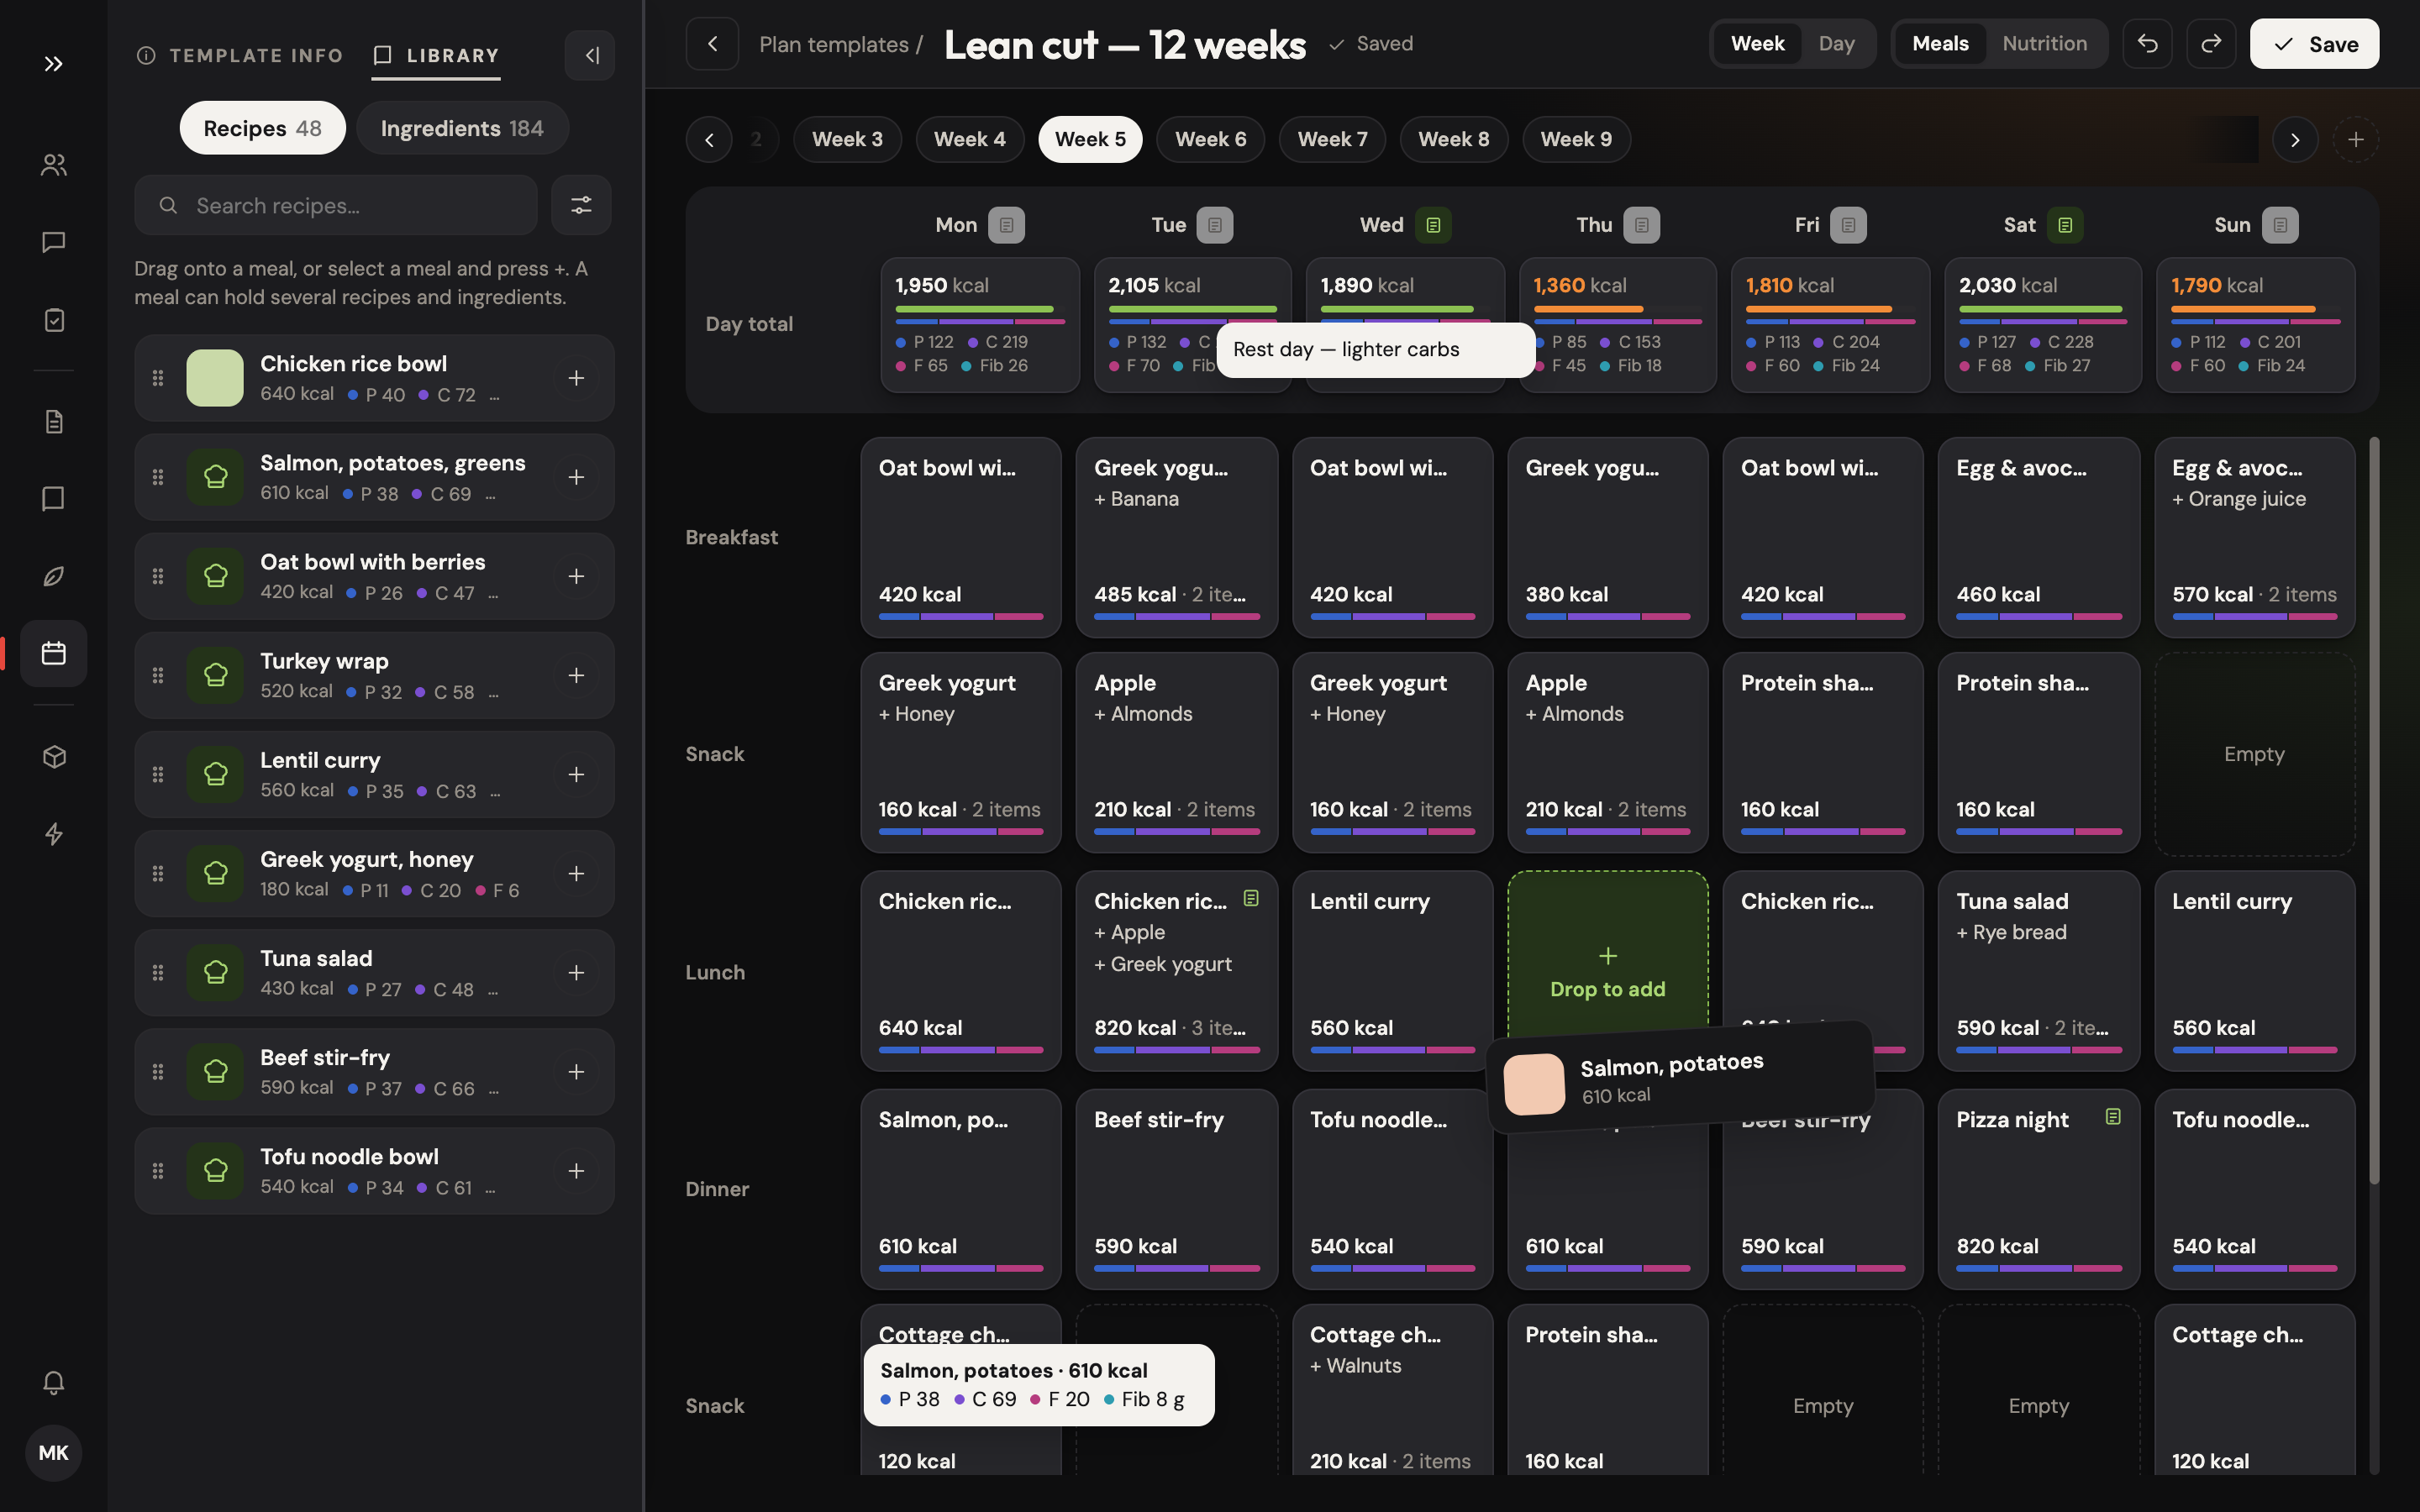 TEMPLATE INFO
LIBRARY
Recipes 48
Ingredients 184
Search recipes...
Drag onto a meal, or select a meal and press +. A
meal can hold several recipes and ingredients.
Chicken rice bowl
640 kcal P 40 C 72 ...
Salmon, potatoes, greens
610 kcal P 38 C 69 ...
Oat bowl with berries
420 kcal P 26 C 47 ...
Turkey wrap
520 kcal P 32 C 58 ...
Lentil curry
560 kcal P 35 C 63 ...
Greek yogurt, honey
180 kcal P 11 C 20 F 6
Tuna salad
430 kcal P 27 C 48 ...
Beef stir-fry
590 kcal P 37 C 66 ...
Tofu noodle bowl
540 kcal P 34 C 61 ...
MK
Plan templates / Lean cut — 12 weeks Saved
Week Day
Meals Nutrition
Save
2 Week 3 Week 4 Week 5 Week 6 Week 7 Week 8 Week 9
Mon Tue Wed Thu Fri Sat Sun
Day total
1,950 kcal
P 122 C 219
F 65 Fib 26
2,105 kcal
P 132 C
F 70 Fib
1,890 kcal
Rest day — lighter carbs
1,360 kcal
P 85 C 153
F 45 Fib 18
1,810 kcal
P 113 C 204
F 60 Fib 24
2,030 kcal
P 127 C 228
F 68 Fib 27
1,790 kcal
P 112 C 201
F 60 Fib 24
Breakfast
Oat bowl wi...
420 kcal
Greek yogu...
+ Banana
485 kcal · 2 ite...
Oat bowl wi...
420 kcal
Greek yogu...
380 kcal
Oat bowl wi...
420 kcal
Egg & avoc...
460 kcal
Egg & avoc...
+ Orange juice
570 kcal · 2 items
Snack
Greek yogurt
+ Honey
160 kcal · 2 items
Apple
+ Almonds
210 kcal · 2 items
Greek yogurt
+ Honey
160 kcal · 2 items
Apple
+ Almonds
210 kcal · 2 items
Protein sha...
160 kcal
Protein sha...
160 kcal
Empty
Lunch
Chicken ric...
640 kcal
Chicken ric...
+ Apple
+ Greek yogurt
820 kcal · 3 ite...
Lentil curry
560 kcal
Drop to add
Chicken ric...
Tuna salad
+ Rye bread
590 kcal · 2 ite...
Lentil curry
560 kcal
Salmon, potatoes
610 kcal
Dinner
Salmon, po...
610 kcal
Beef stir-fry
590 kcal
Tofu noodle...
540 kcal
610 kcal
Beef stir-fry
590 kcal
Pizza night
820 kcal
Tofu noodle...
540 kcal
Snack
Cottage ch...
120 kcal
Salmon, potatoes · 610 kcal
P 38 C 69 F 20 Fib 8 g
Cottage ch...
+ Walnuts
210 kcal · 2 items
Protein sha...
160 kcal
Empty
Empty
Cottage ch...
120 kcal